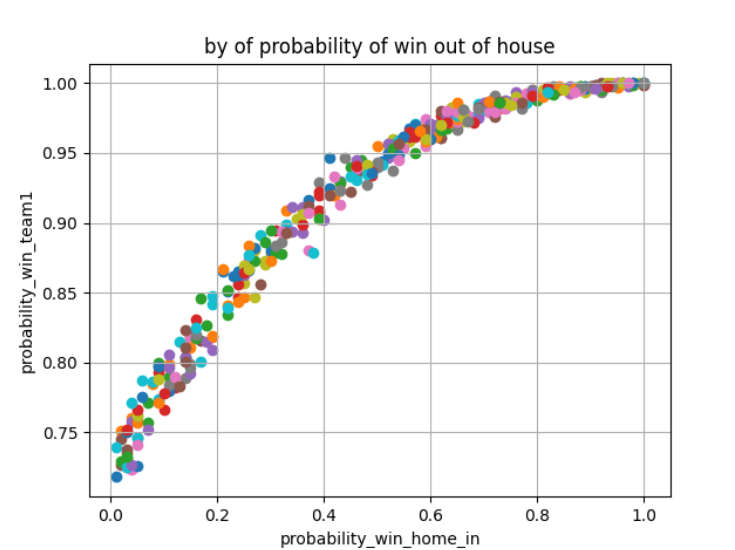 by of probability of win out of house
1.00
0.95
0.90
0.85
0.80
0.75
probability_win_team1
0.0 0.2 0.4 0.6 0.8 1.0
probability_win_home_in